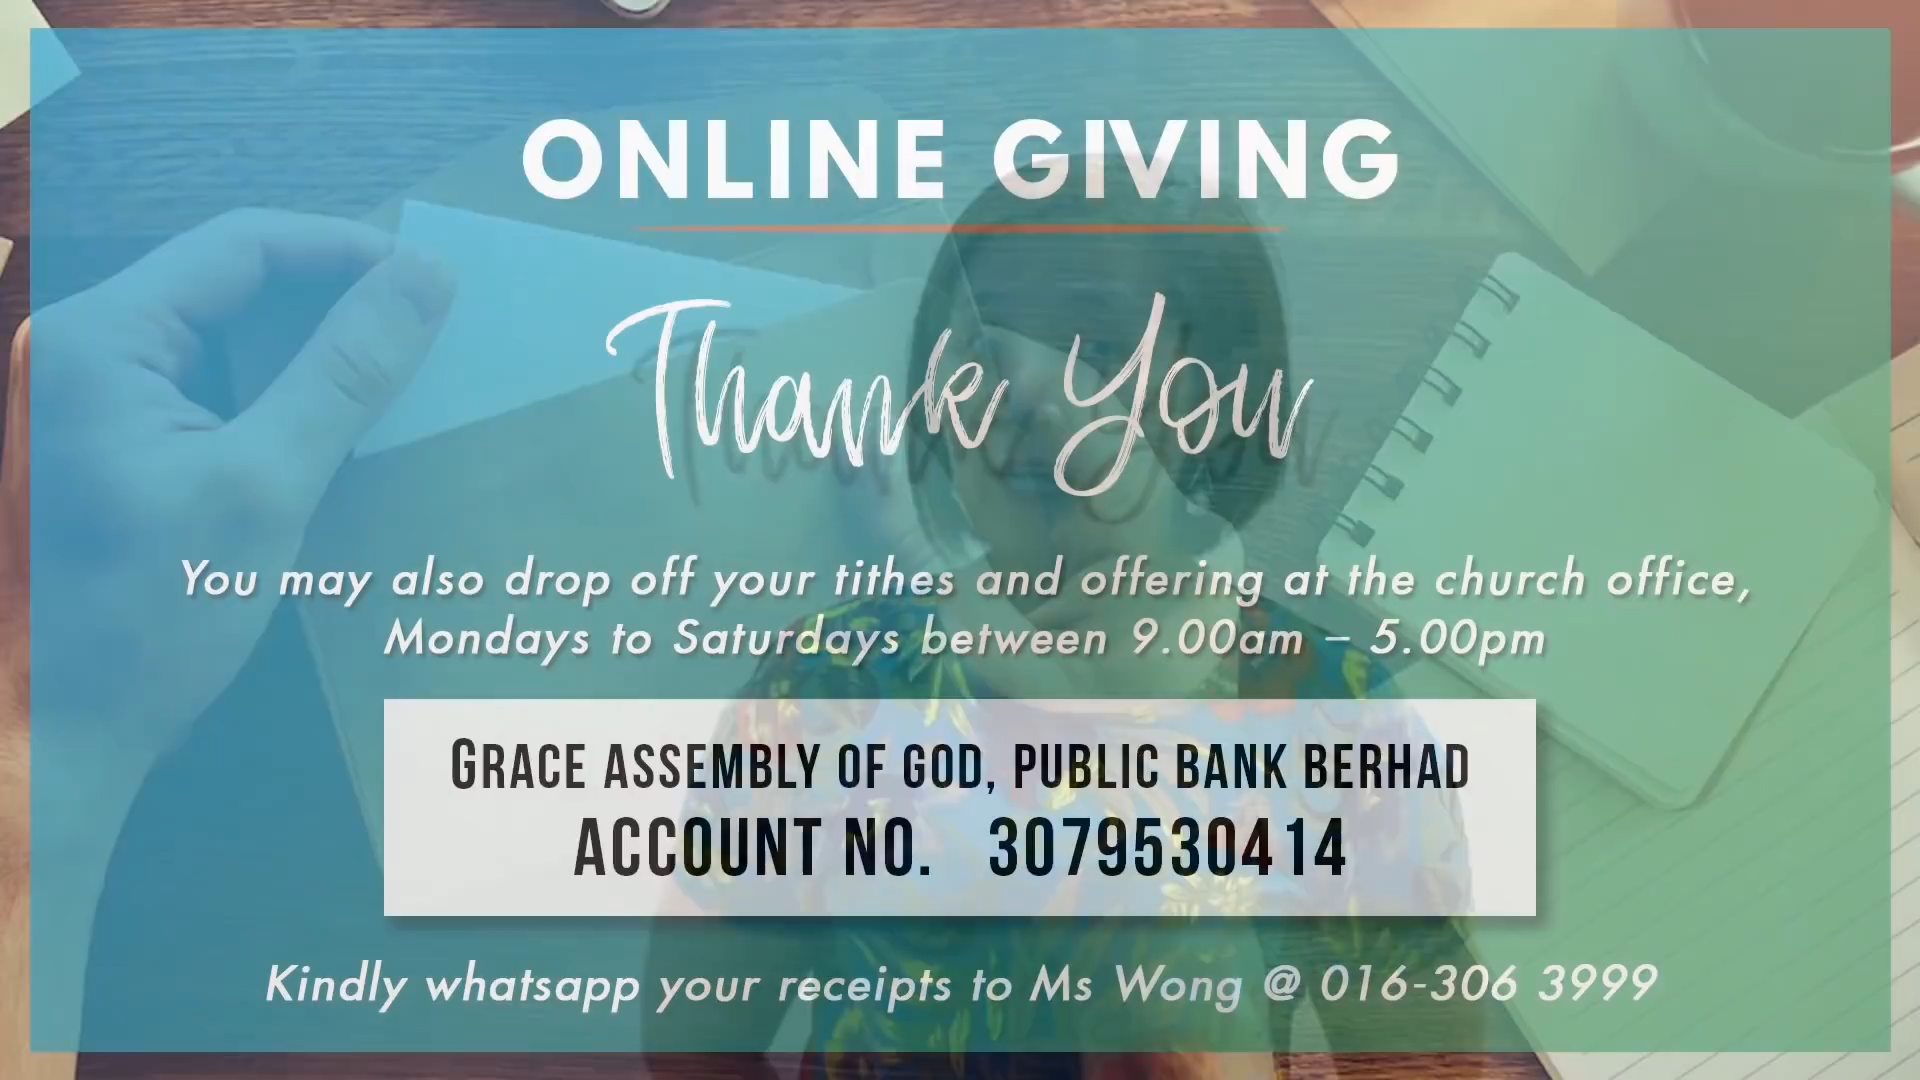 ONLINE GIVING
Thank You
You may also drop off your tithes and offering at the church office,
Mondays to Saturdays between 9.00am – 5.00pm
GRACE ASSEMBLY OF GOD, PUBLIC BANK BERHAD
ACCOUNT NO. 3079530414
Kindly whatsapp your receipts to Ms Wong @ 016-306 3999